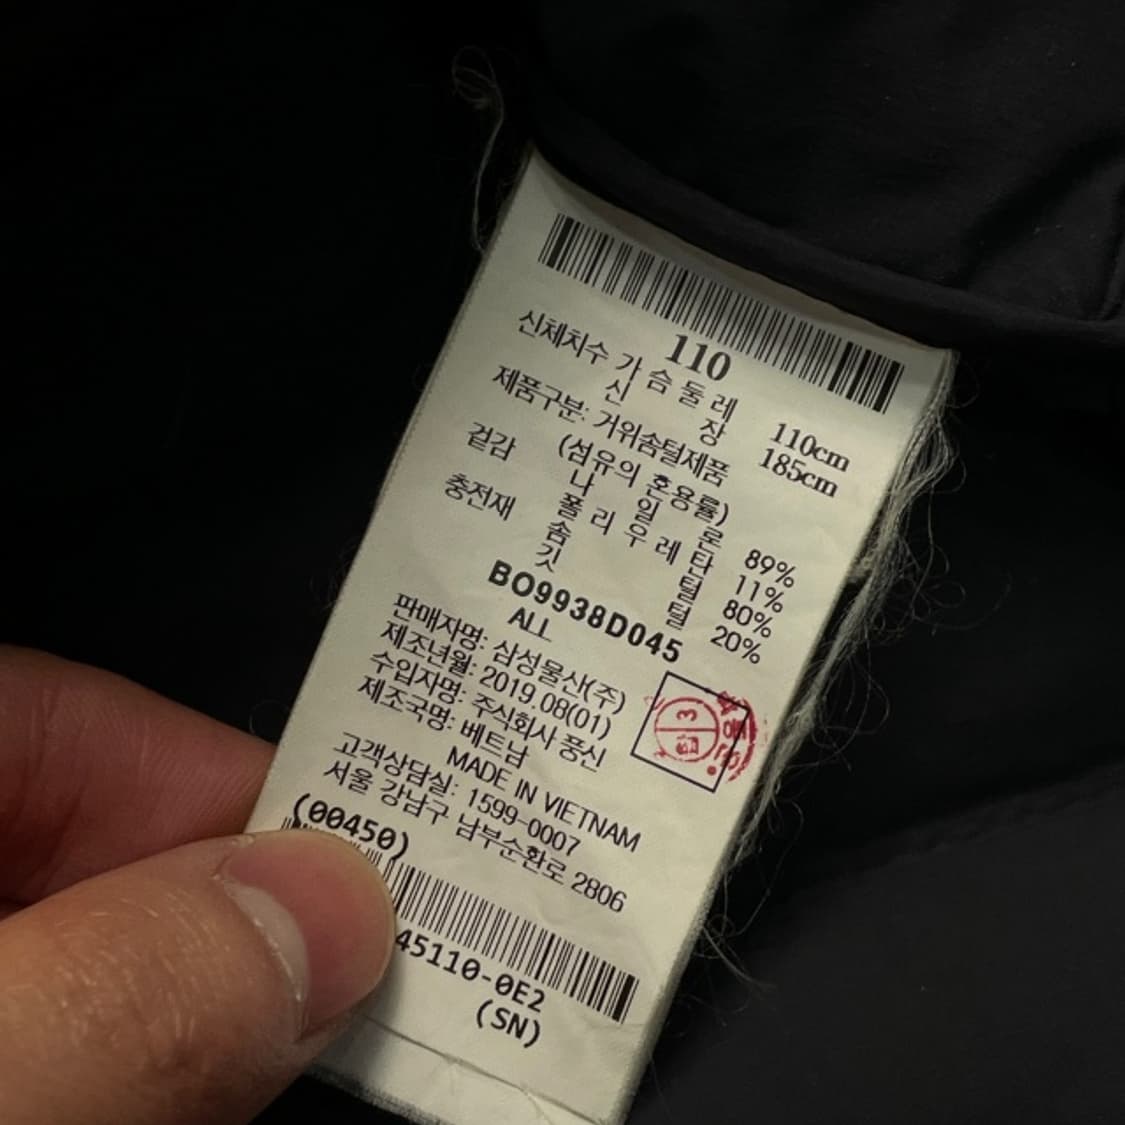 110
신체치수 가슴둘레 110cm
신장 185cm
제품구분: 거위솜털제품
(섬유의 혼용률)
겉감 나일론 89%
폴리우레탄 11%
충전재 솜털 80%
깃털 20%
BO9938D045
ALL
판매자명: 삼성물산(주)
제조년월: 2019.08(01)
수입자명: 주식회사 풍신
제조국명: 베트남
MADE IN VIETNAM
고객상담실: 1599-0007
서울 강남구 남부순환로 2806
(00450)
45110-0E2
(SN)